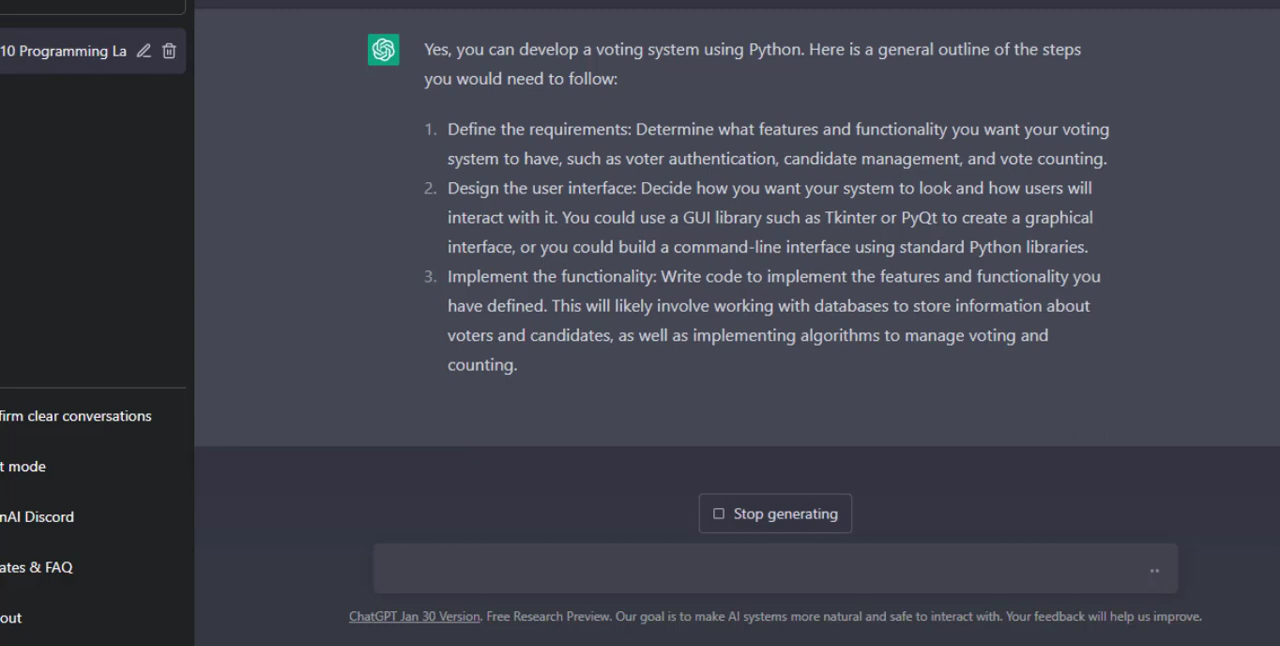 10 Programming La
firm clear conversations
t mode
nAI Discord
ates & FAQ
out
Yes, you can develop a voting system using Python. Here is a general outline of the steps
you would need to follow:
1. Define the requirements: Determine what features and functionality you want your voting
system to have, such as voter authentication, candidate management, and vote counting.
2. Design the user interface: Decide how you want your system to look and how users will
interact with it. You could use a GUI library such as Tkinter or PyQt to create a graphical
interface, or you could build a command-line interface using standard Python libraries.
3. Implement the functionality: Write code to implement the features and functionality you
have defined. This will likely involve working with databases to store information about
voters and candidates, as well as implementing algorithms to manage voting and
counting.
Stop generating
ChatGPT Jan 30 Version. Free Research Preview. Our goal is to make AI systems more natural and safe to interact with. Your feedback will help us improve.